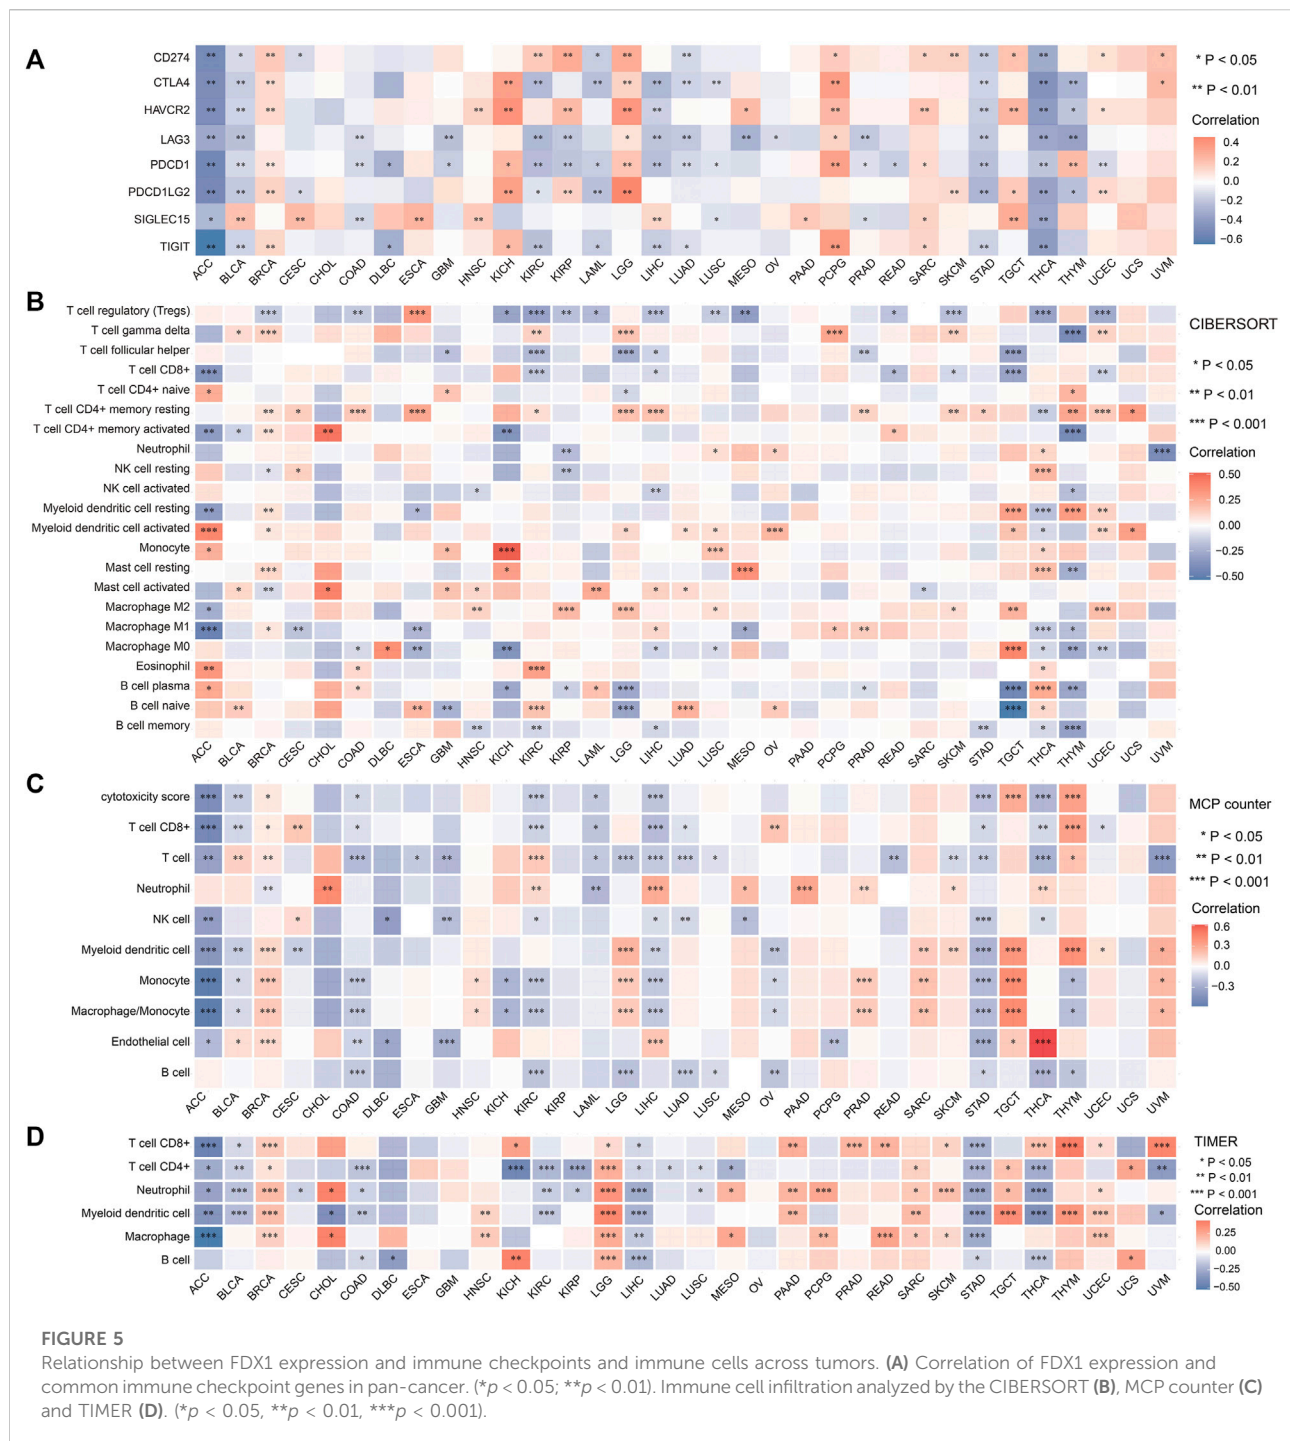 A
CD274
CTLA4
HAVCR2
LAG3
PDCD1
PDCD1LG2
SIGLEC15
TIGIT
ACC BLCA BRCA CESC CHOL COAD DLBC ESCA GBM HNSC KICH KIRC KIRP LAML LGG LIHC LUAD LUSC MESO OV PAAD PCPG PRAD READ SARC SKCM STAD TGCT THCA THYM UCEC UCS UVM
* P < 0.05
** P < 0.01
Correlation
0.4
0.2
0.0
−0.2
−0.4
−0.6
B
T cell regulatory (Tregs)
T cell gamma delta
T cell follicular helper
T cell CD8+
T cell CD4+ naive
T cell CD4+ memory resting
T cell CD4+ memory activated
Neutrophil
NK cell resting
NK cell activated
Myeloid dendritic cell resting
Myeloid dendritic cell activated
Monocyte
Mast cell resting
Mast cell activated
Macrophage M2
Macrophage M1
Macrophage M0
Eosinophil
B cell plasma
B cell naive
B cell memory
ACC BLCA BRCA CESC CHOL COAD DLBC ESCA GBM HNSC KICH KIRC KIRP LAML LGG LIHC LUAD LUSC MESO OV PAAD PCPG PRAD READ SARC SKCM STAD TGCT THCA THYM UCEC UCS UVM
CIBERSORT
* P < 0.05
** P < 0.01
*** P < 0.001
Correlation
0.50
0.25
0.00
−0.25
−0.50
C
cytotoxicity score
T cell CD8+
T cell
Neutrophil
NK cell
Myeloid dendritic cell
Monocyte
Macrophage/Monocyte
Endothelial cell
B cell
ACC BLCA BRCA CESC CHOL COAD DLBC ESCA GBM HNSC KICH KIRC KIRP LAML LGG LIHC LUAD LUSC MESO OV PAAD PCPG PRAD READ SARC SKCM STAD TGCT THCA THYM UCEC UCS UVM
MCP counter
* P < 0.05
** P < 0.01
*** P < 0.001
Correlation
0.6
0.3
0.0
−0.3
D
T cell CD8+
T cell CD4+
Neutrophil
Myeloid dendritic cell
Macrophage
B cell
ACC BLCA BRCA CESC CHOL COAD DLBC ESCA GBM HNSC KICH KIRC KIRP LAML LGG LIHC LUAD LUSC MESO OV PAAD PCPG PRAD READ SARC SKCM STAD TGCT THCA THYM UCEC UCS UVM
TIMER
* P < 0.05
** P < 0.01
*** P < 0.001
Correlation
0.25
0.00
−0.25
−0.50
FIGURE 5
Relationship between FDX1 expression and immune checkpoints and immune cells across tumors. (A) Correlation of FDX1 expression and
common immune checkpoint genes in pan-cancer. (*p < 0.05; **p < 0.01). Immune cell infiltration analyzed by the CIBERSORT (B), MCP counter (C)
and TIMER (D). (*p < 0.05, **p < 0.01, ***p < 0.001).